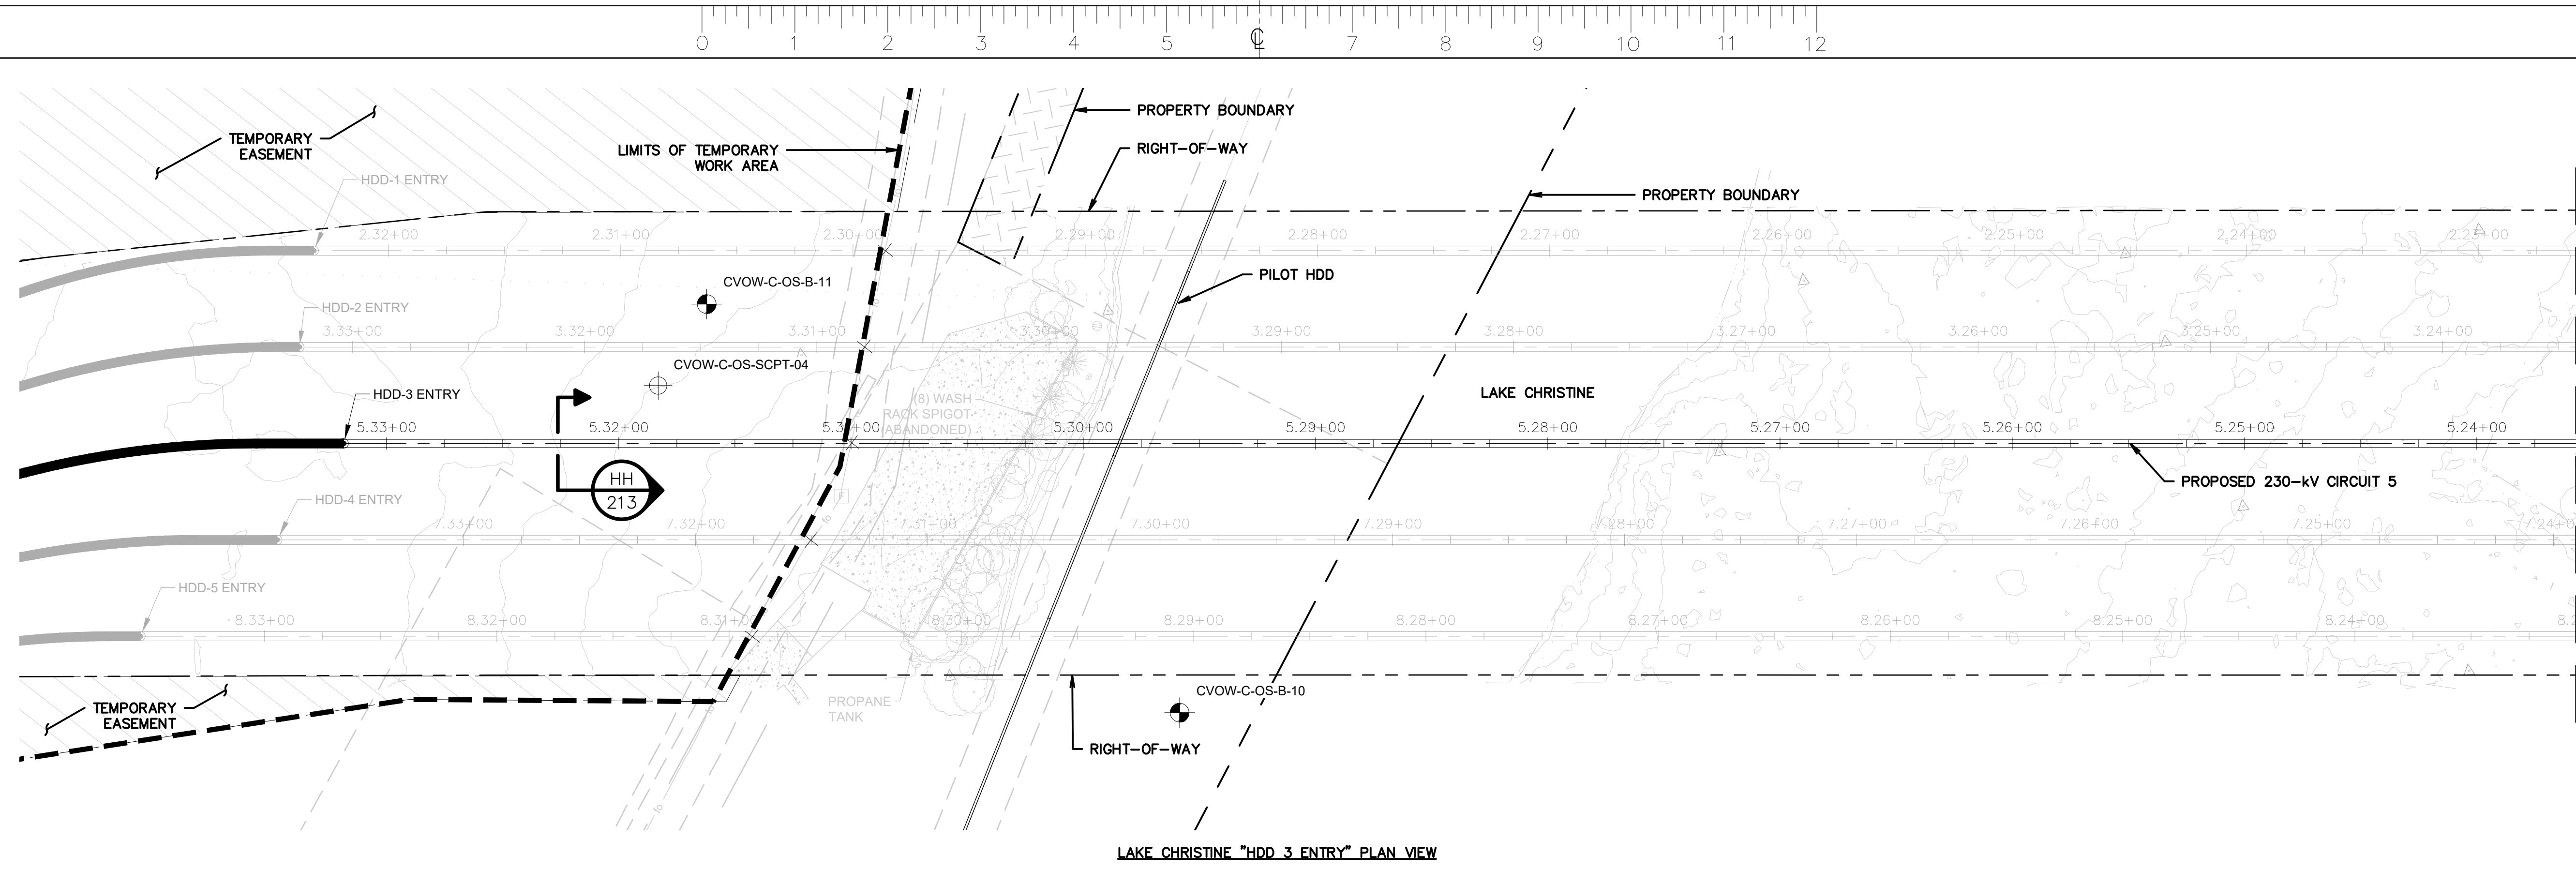 0 1 2 3 4 5 ℄ 7 8 9 10 11 12
PROPERTY BOUNDARY
TEMPORARY
EASEMENT
LIMITS OF TEMPORARY
WORK AREA
RIGHT-OF-WAY
HDD-1 ENTRY
PROPERTY BOUNDARY
2.32+00 2.31+00 2.30+00 2.29+00 2.28+00 2.27+00 2.26+00 2.25+00 2.24+00 2.23+00
PILOT HDD
CVOW-C-OS-B-11
HDD-2 ENTRY
3.33+00 3.32+00 3.31+00 3.30+00 3.29+00 3.28+00 3.27+00 3.26+00 3.25+00 3.24+00
CVOW-C-OS-SCPT-04
HDD-3 ENTRY
LAKE CHRISTINE
(8) WASH
RACK SPIGOT
(ABANDONED)
5.33+00 5.32+00 5.31+00 5.30+00 5.29+00 5.28+00 5.27+00 5.26+00 5.25+00 5.24+00
HH
213
PROPOSED 230-kV CIRCUIT 5
HDD-4 ENTRY
7.33+00 7.32+00 7.31+00 7.30+00 7.29+00 7.28+00 7.27+00 7.26+00 7.25+00
HDD-5 ENTRY
8.33+00 8.32+00 8.31+00 8.30+00 8.29+00 8.28+00 8.27+00 8.26+00 8.25+00 8.24+00
CVOW-C-OS-B-10
PROPANE
TANK
TEMPORARY
EASEMENT
RIGHT-OF-WAY
LAKE CHRISTINE "HDD 3 ENTRY" PLAN VIEW